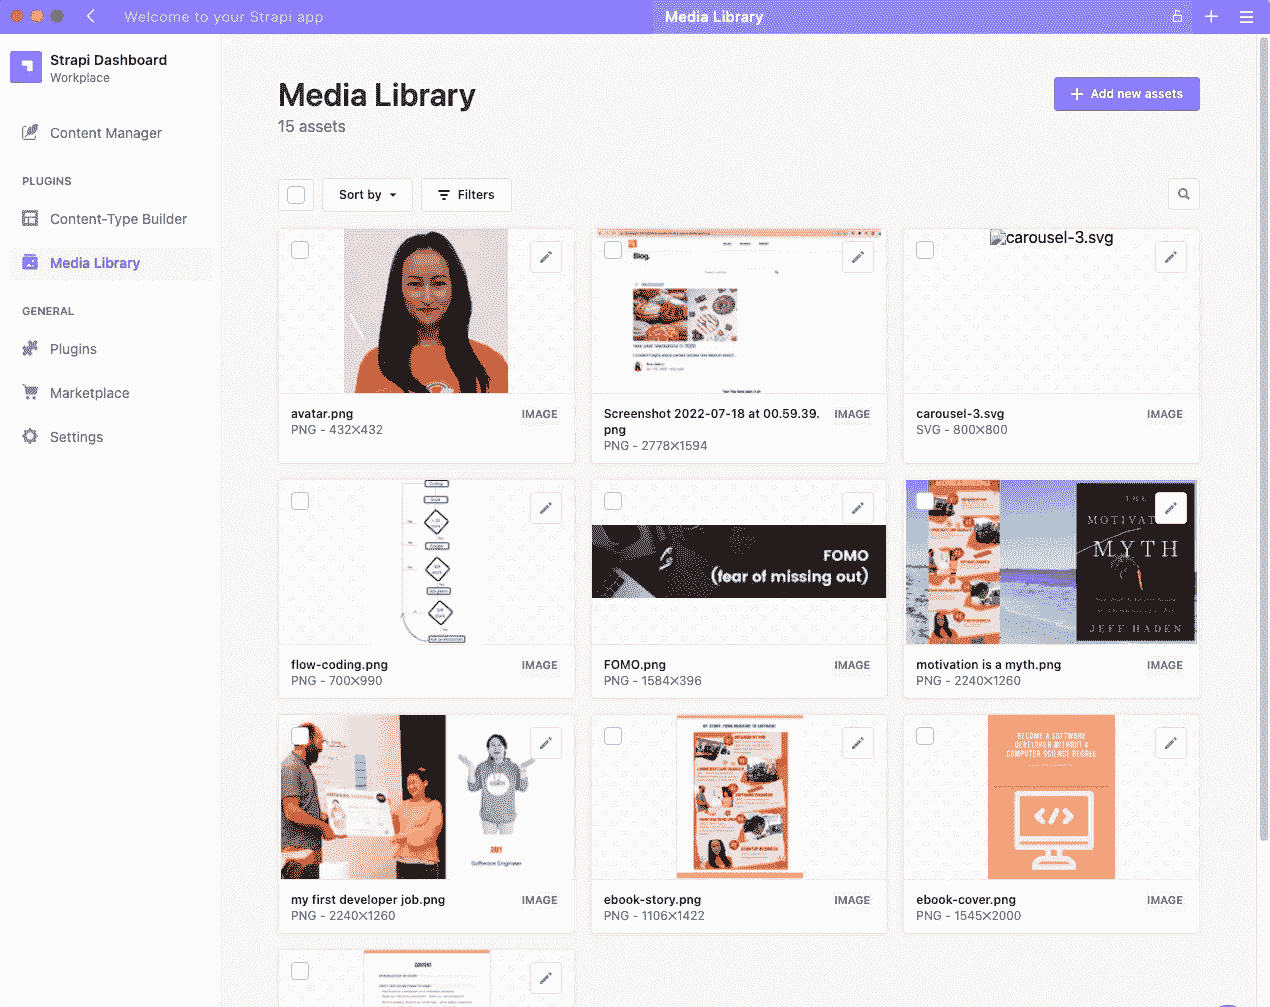 Welcome to your Strapi app
Media Library
Strapi Dashboard
Workplace
Content Manager
PLUGINS
Content-Type Builder
Media Library
GENERAL
Plugins
Marketplace
Settings
Media Library
15 assets
Add new assets
Sort by
Filters
Blog.
carousel-3.svg
avatar.png
IMAGE
PNG - 432✕432
Screenshot 2022-07-18 at 00.59.39.
png
IMAGE
PNG - 2778✕1594
carousel-3.svg
IMAGE
SVG - 800✕800
FOMO
(fear of missing out)
THE
MYTH
JEFF HADEN
flow-coding.png
IMAGE
PNG - 700✕990
FOMO.png
IMAGE
PNG - 1584✕396
motivation is a myth.png
IMAGE
PNG - 2240✕1260
Software Engineer
BECOME A SOFTWARE
DEVELOPER WITHOUT A
COMPUTER SCIENCE DEGREE
</>
my first developer job.png
IMAGE
PNG - 2240✕1260
ebook-story.png
IMAGE
PNG - 1106✕1422
ebook-cover.png
IMAGE
PNG - 1545✕2000
CONTENT